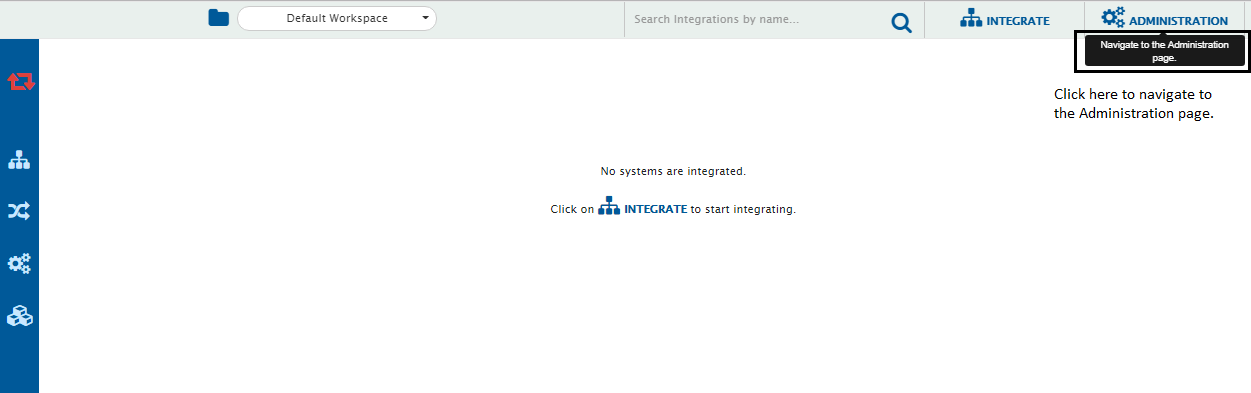 Default Workspace
Search Integrations by name...
INTEGRATE
ADMINISTRATION
Navigate to the Administration
page.
Click here to navigate to
the Administration page.
No systems are integrated.
Click on INTEGRATE to start integrating.